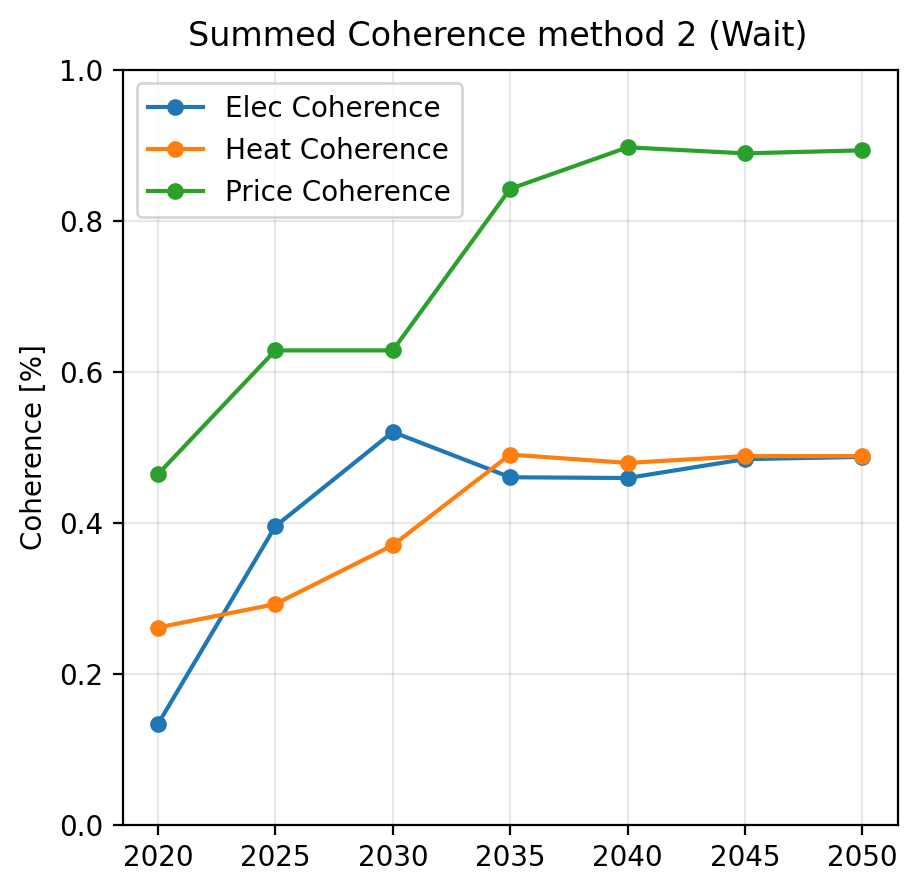 Summed Coherence method 2 (Wait)
1.0
Elec Coherence
Heat Coherence
Price Coherence
0.8
0.6
Coherence [%]
0.4
0.2
0.0
2020 2025 2030 2035 2040 2045 2050